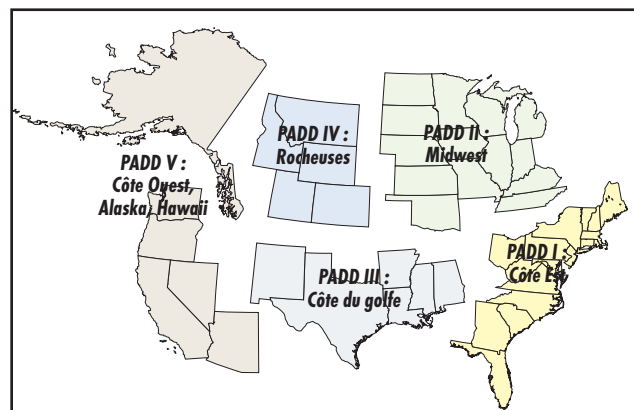 PADD IV :
Rocheuses
PADD II :
Midwest
PADD V :
Côte Ouest,
Alaska, Hawaii
PADD I :
Côte Est
PADD III :
Côte du golfe